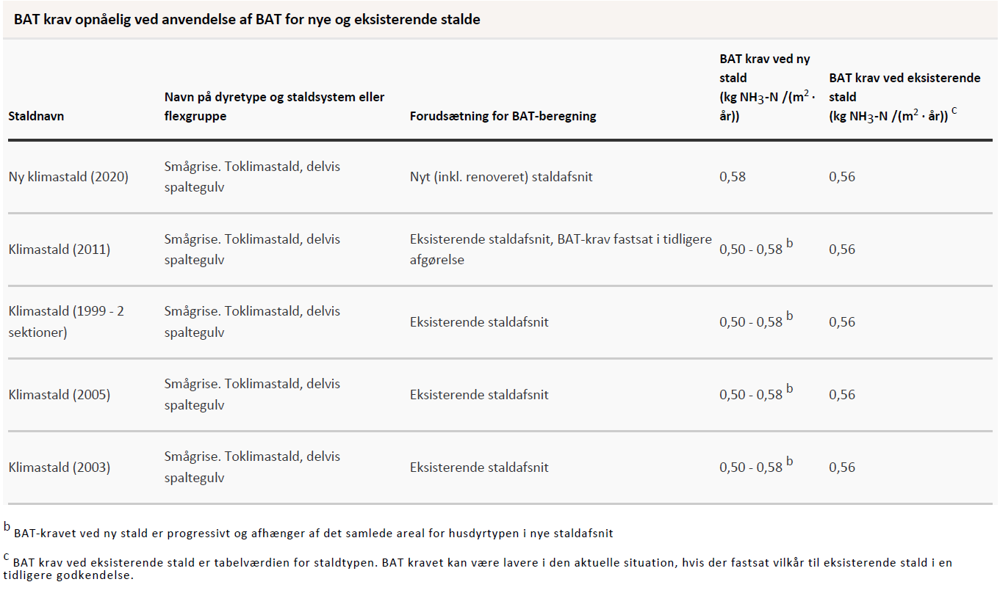 BAT krav opnåelig ved anvendelse af BAT for nye og eksisterende stalde
Staldnavn
Navn på dyretype og staldsystem eller
flexgruppe
Forudsætning for BAT-beregning
BAT krav ved ny
stald
(kg NH3-N /(m2 ·
år))
BAT krav ved eksisterende
stald
(kg NH3-N /(m2 · år)) C
Ny klimastald (2020)
Smågrise. Toklimastald, delvis
spaltegulv
Nyt (inkl. renoveret) staldafsnit
0,58
0,56
Klimastald (2011)
Smågrise. Toklimastald, delvis
spaltegulv
Eksisterende staldafsnit, BAT-krav fastsat i tidligere
afgørelse
0,50 - 0,58 b
0,56
Klimastald (1999 - 2
sektioner)
Smågrise. Toklimastald, delvis
spaltegulv
Eksisterende staldafsnit
0,50 - 0,58 b
0,56
Klimastald (2005)
Smågrise. Toklimastald, delvis
spaltegulv
Eksisterende staldafsnit
0,50 - 0,58 b
0,56
Klimastald (2003)
Smågrise. Toklimastald, delvis
spaltegulv
Eksisterende staldafsnit
0,50 - 0,58 b
0,56
b BAT-kravet ved ny stald er progressivt og afhænger af det samlede areal for husdyrtypen i nye staldafsnit
C BAT krav ved eksisterende stald er tabelværdien for staldtypen. BAT kravet kan være lavere i den aktuelle situation, hvis der fastsat vilkår til eksisterende stald i en
tidligere godkendelse.